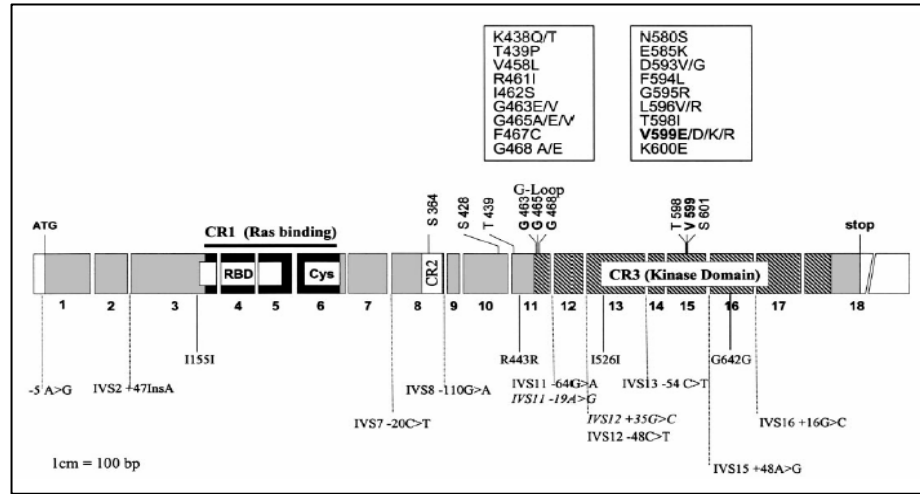 K438Q/T
T439P
V458L
R461I
I462S
G463E/V
G465A/E/V
F467C
G468 A/E
N580S
E585K
D593V/G
F594L
G595R
L596V/R
T598I
V599E/D/K/R
K600E
G-Loop
ATG
CR1 (Ras binding)
S 364
S 428
T 439
G 463
G 465
G 468
T 598
V 599
S 601
stop
RBD
Cys
CR2
CR3 (Kinase Domain)
1 2 3 4 5 6 7 8 9 10 11 12 13 14 15 16 17 18
I155I
R443R
I526I
G642G
-5 A>G
IVS2 +47InsA
IVS8 -110G>A
IVS11 -64G>A
IVS13 -54 C>T
IVS11 -19A>G
IVS7 -20C>T
IVS12 +35G>C
IVS16 +16G>C
IVS12 -48C>T
1cm = 100 bp
IVS15 +48A>G